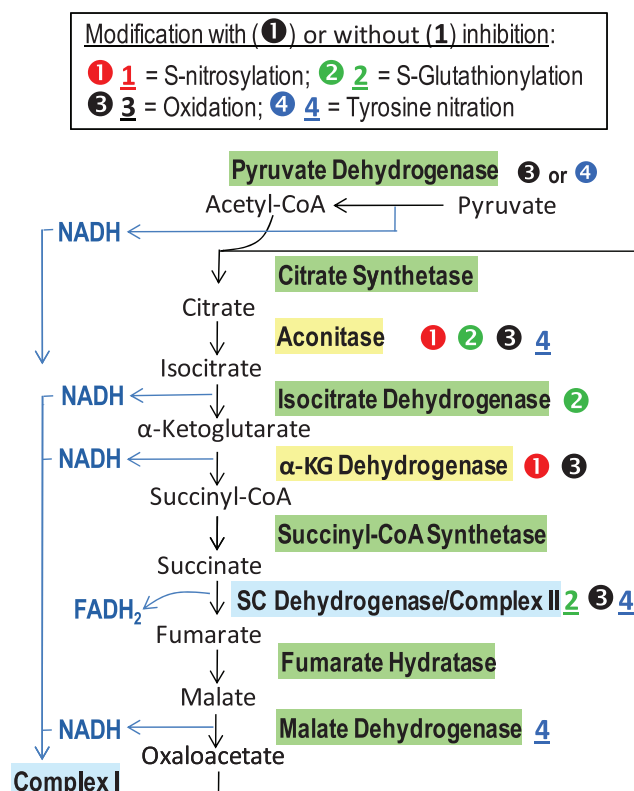 Modification with (❶) or without (1) inhibition:
❶ 1 = S-nitrosylation; ❷ 2 = S-Glutathionylation
❸ 3 = Oxidation; ❹ 4 = Tyrosine nitration
Pyruvate Dehydrogenase ❸ or ❹
Acetyl-CoA Pyruvate
NADH
Citrate Synthetase
Citrate
Aconitase ❶ ❷ ❸ 4
Isocitrate
NADH Isocitrate Dehydrogenase ❷
α-Ketoglutarate
NADH α-KG Dehydrogenase ❶ ❸
Succinyl-CoA
Succinyl-CoA Synthetase
Succinate
FADH₂ SC Dehydrogenase/Complex II 2 ❸ 4
Fumarate
Fumarate Hydratase
Malate
NADH Malate Dehydrogenase 4
Oxaloacetate
Complex I